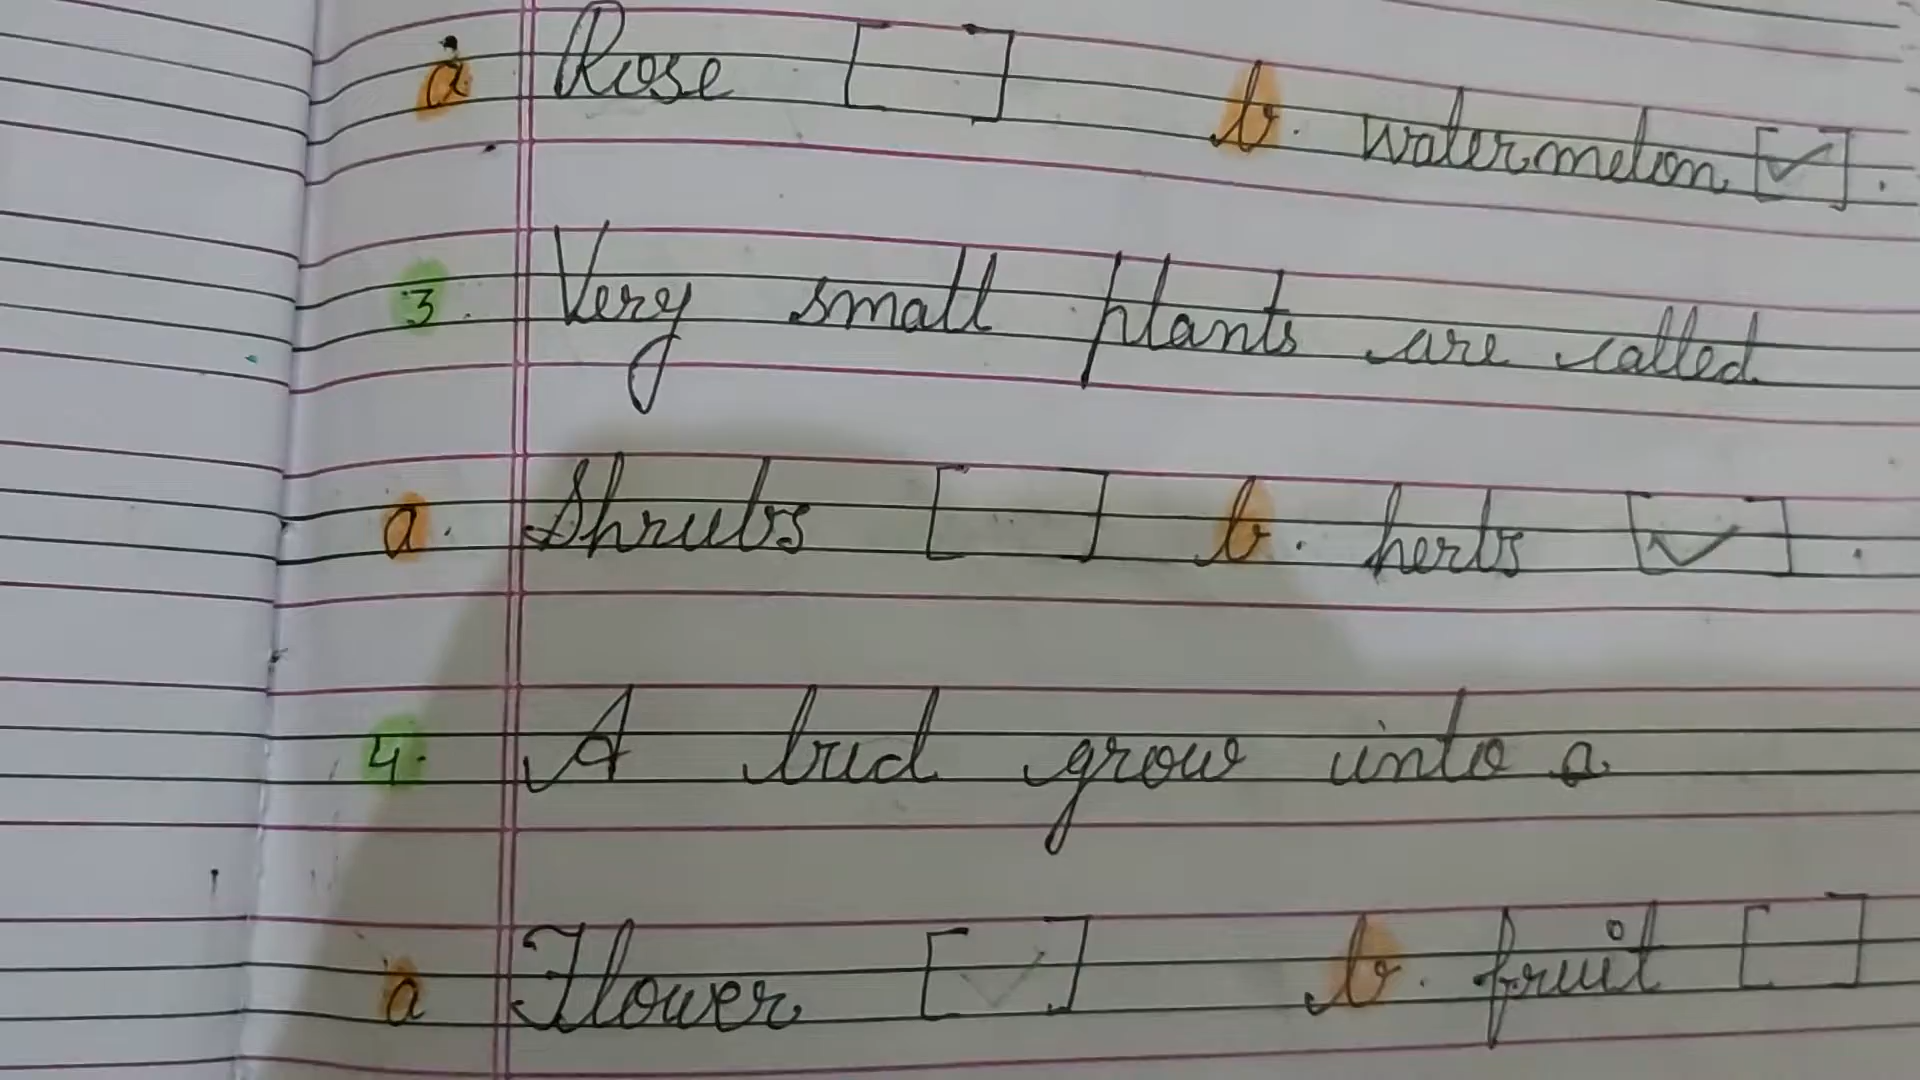 a Rose [ ] b. watermelon [✓].
3. Very small plants are called
a. Shrubs [ ] b. herbs [✓].
4. A bud grow into a
a Flower [✓] b. fruit [ ]